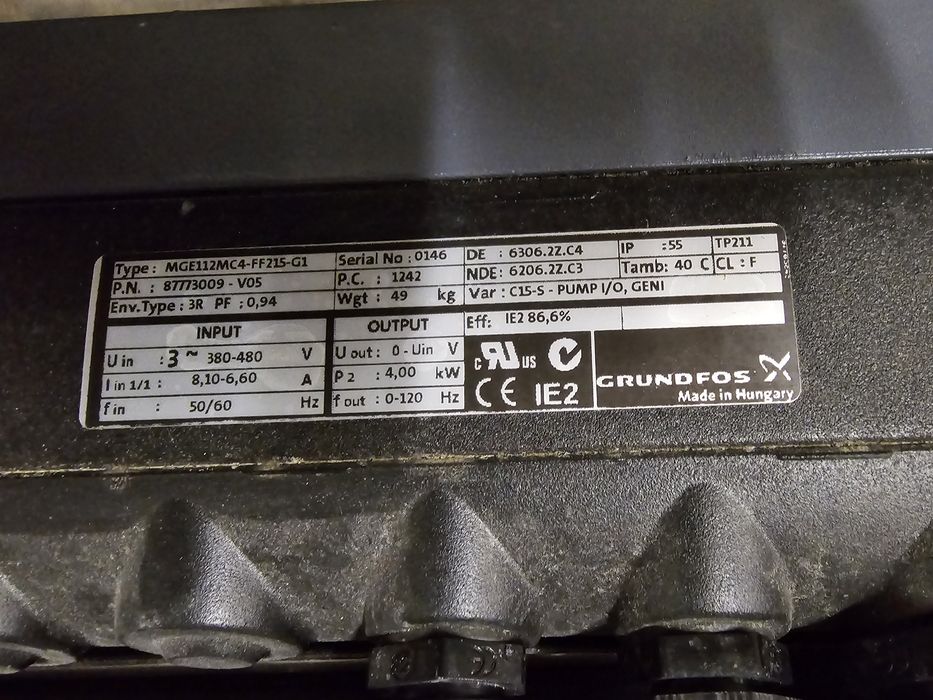 Type : MGE112MC4-FF215-G1 Serial No : 0146 DE : 6306.2Z.C4 IP : 55 TP211
P.N. : 87773009 - V05 P.C. : 1242 NDE : 6206.2Z.C3 Tamb: 40 C CL : F
Env.Type : 3R PF : 0,94 Wgt : 49 kg Var : C15-S - PUMP I/O, GENI
INPUT OUTPUT Eff: IE2 86,6%
U in : 3 ~ 380-480 V U out : 0 - Uin V
I in 1/1 : 8,10-6,60 A P 2 : 4,00 kW
f in : 50/60 Hz f out : 0-120 Hz
C RU US
CE IE2
GRUNDFOS
Made in Hungary